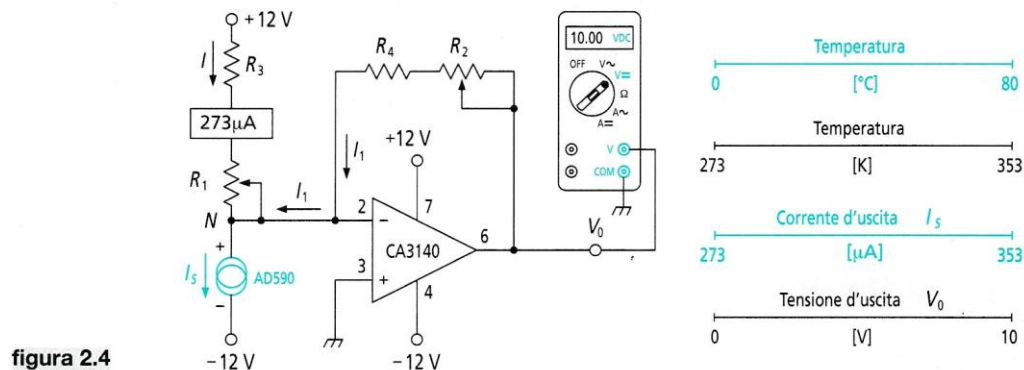 +12 V
I
R3
273μA
R1
N
I1
+
IS
AD590
−
−12 V
R4
R2
I1
+12 V
2
−
7
CA3140
6
3
+
4
−12 V
V0
10.00 VDC
OFF
V~
V=
Ω
A~
A=
V
COM
Temperatura
0 [°C] 80
Temperatura
273 [K] 353
Corrente d'uscita IS
273 [μA] 353
Tensione d'uscita V0
0 [V] 10
figura 2.4